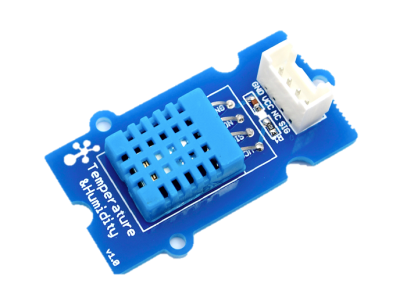 GND VCC NC SIG
Temperature
&Humidity
v1.0